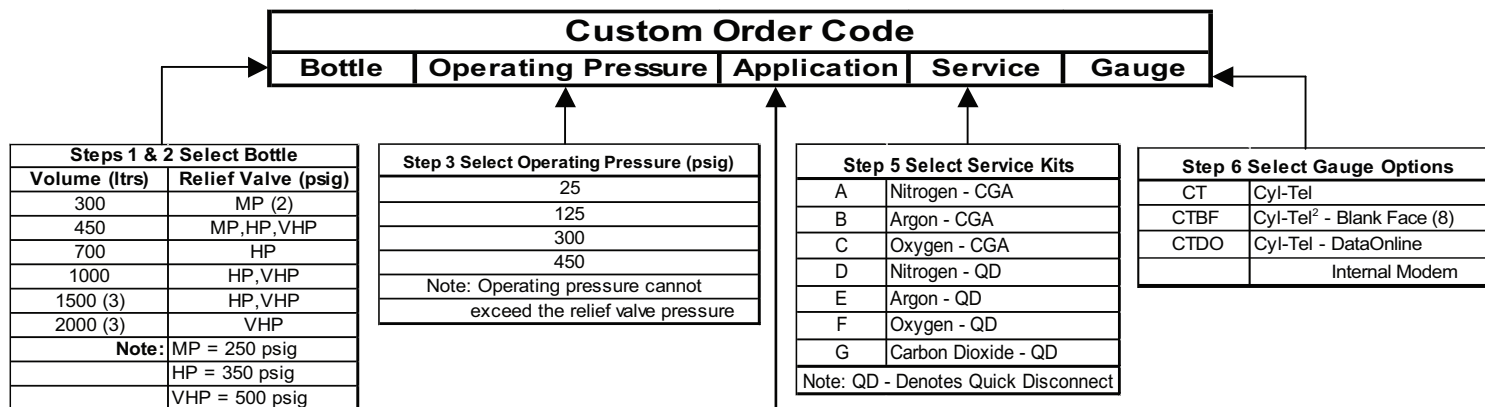 Custom Order Code
Bottle Operating Pressure Application Service Gauge
Steps 1 & 2 Select Bottle
Volume (ltrs) Relief Valve (psig)
300 MP (2)
450 MP,HP,VHP
700 HP
1000 HP,VHP
1500 (3) HP,VHP
2000 (3) VHP
Note: MP = 250 psig
HP = 350 psig
VHP = 500 psig
Step 3 Select Operating Pressure (psig)
25
125
300
450
Note: Operating pressure cannot
exceed the relief valve pressure
Step 5 Select Service Kits
A Nitrogen - CGA
B Argon - CGA
C Oxygen - CGA
D Nitrogen - QD
E Argon - QD
F Oxygen - QD
G Carbon Dioxide - QD
Note: QD - Denotes Quick Disconnect
Step 6 Select Gauge Options
CT Cyl-Tel
CTBF Cyl-Tel² - Blank Face (8)
CTDO Cyl-Tel - DataOnline
Internal Modem